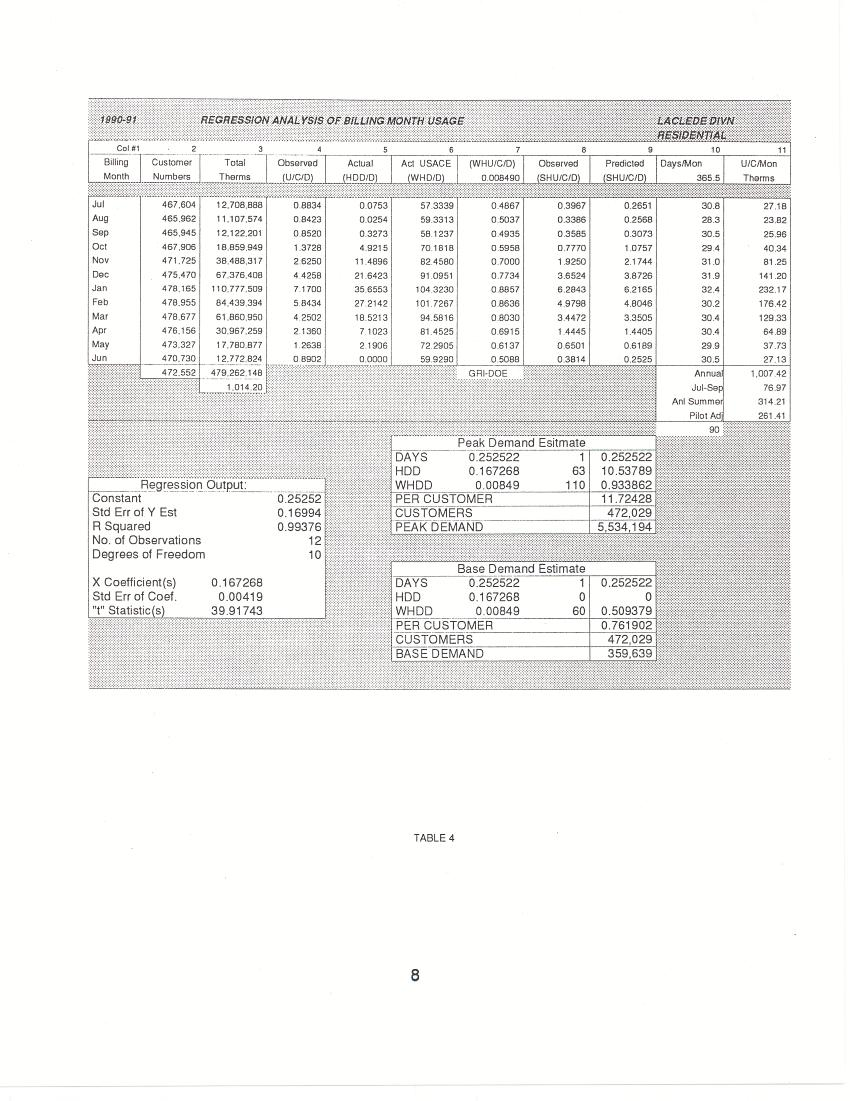 1990-91 REGRESSION ANALYSIS OF BILLING MONTH USAGE LACLEDE DIVN
RESIDENTIAL
Col #1 2 3 4 5 6 7 8 9 10 11
Billing Customer Total Observed Actual Act USACE (WHU/C/D) Observed Predicted Days/Mon U/C/Mon
Month Numbers Therms (U/C/D) (HDD/D) (WHD/D) 0.008490 (SHU/C/D) (SHU/C/D) 365.5 Therms
Jul 467,604 12,708,888 0.8834 0.0753 57.3339 0.4867 0.3967 0.2651 30.8 27.18
Aug 465,962 11,107,574 0.8423 0.0254 59.3313 0.5037 0.3386 0.2568 28.3 23.82
Sep 465,945 12,122,201 0.8520 0.3273 58.1237 0.4935 0.3585 0.3073 30.5 25.96
Oct 467,906 18,859,949 1.3728 4.9215 70.1818 0.5958 0.7770 1.0757 29.4 40.34
Nov 471,725 38,488,317 2.6250 11.4896 82.4580 0.7000 1.9250 2.1744 31.0 81.25
Dec 475,470 67,376,408 4.4258 21.6423 91.0951 0.7734 3.6524 3.8726 31.9 141.20
Jan 478,165 110,777,509 7.1700 35.6553 104.3230 0.8857 6.2843 6.2165 32.4 232.17
Feb 478,955 84,439,394 5.8434 27.2142 101.7267 0.8636 4.9798 4.8046 30.2 176.42
Mar 478,677 61,860,950 4.2502 18.5213 94.5816 0.8030 3.4472 3.3505 30.4 129.33
Apr 476,156 30,967,259 2.1360 7.1023 81.4525 0.6915 1.4445 1.4405 30.4 64.89
May 473,327 17,780,877 1.2638 2.1906 72.2905 0.6137 0.6501 0.6189 29.9 37.73
Jun 470,730 12,772,824 0.8902 0.0000 59.9290 0.5088 0.3814 0.2525 30.5 27.13
472,552 479,262,148 GRI-DOE Annual 1,007.42
1,014.20 Jul-Sep 76.97
Anl Summer 314.21
Pilot Adj 261.41
90
Peak Demand Esitmate
DAYS 0.252522 1 0.252522
HDD 0.167268 63 10.53789
WHDD 0.00849 110 0.933862
PER CUSTOMER 11.72428
CUSTOMERS 472,029
PEAK DEMAND 5,534,194
Regression Output:
Constant 0.25252
Std Err of Y Est 0.16994
R Squared 0.99376
No. of Observations 12
Degrees of Freedom 10
X Coefficient(s) 0.167268
Std Err of Coef. 0.00419
"t" Statistic(s) 39.91743
Base Demand Estimate
DAYS 0.252522 1 0.252522
HDD 0.167268 0 0
WHDD 0.00849 60 0.509379
PER CUSTOMER 0.761902
CUSTOMERS 472,029
BASE DEMAND 359,639
TABLE 4
8